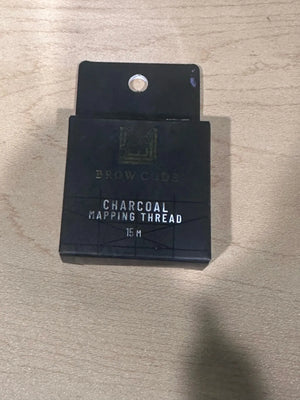 BROW CODE
CHARCOAL
MAPPING THREAD
15 M